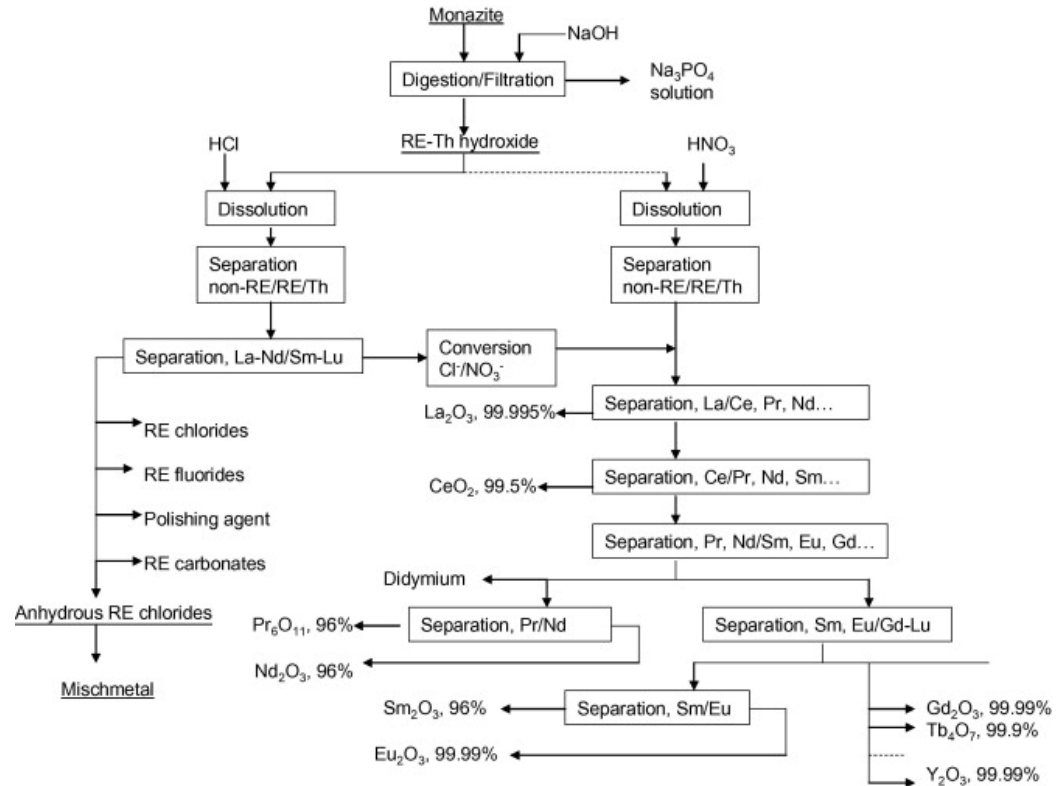 Monazite
NaOH
Digestion/Filtration
Na₃PO₄
solution
RE-Th hydroxide
HCl
HNO₃
Dissolution
Dissolution
Separation
non-RE/RE/Th
Separation
non-RE/RE/Th
Separation, La-Nd/Sm-Lu
Conversion
Cl⁻/NO₃⁻
La₂O₃, 99.995%
Separation, La/Ce, Pr, Nd...
RE chlorides
RE fluorides
CeO₂, 99.5%
Separation, Ce/Pr, Nd, Sm...
Polishing agent
Separation, Pr, Nd/Sm, Eu, Gd...
RE carbonates
Didymium
Anhydrous RE chlorides
Pr₆O₁₁, 96%
Separation, Pr/Nd
Separation, Sm, Eu/Gd-Lu
Nd₂O₃, 96%
Mischmetal
Sm₂O₃, 96%
Separation, Sm/Eu
Gd₂O₃, 99.99%
Tb₄O₇, 99.9%
Eu₂O₃, 99.99%
Y₂O₃, 99.99%